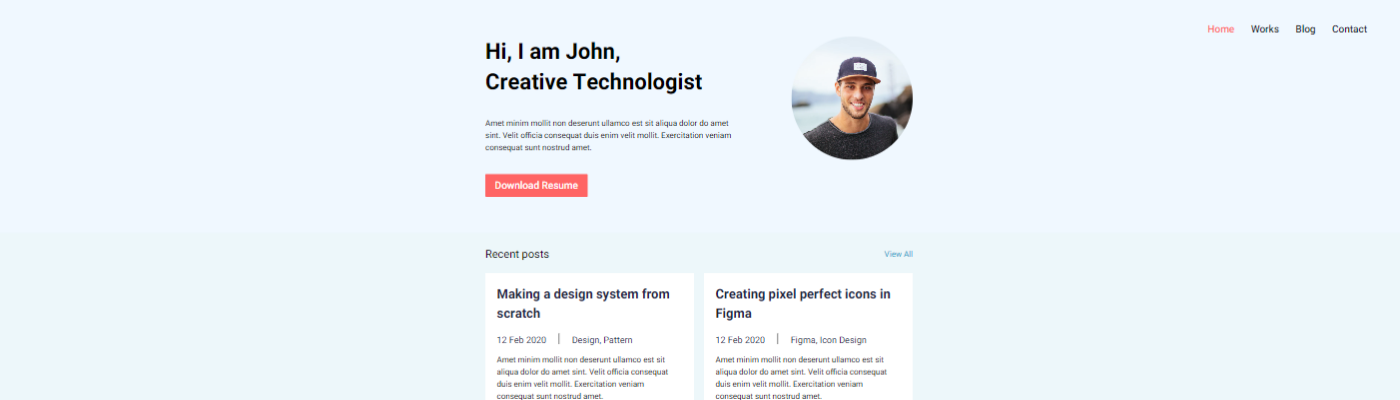 Home Works Blog Contact
Hi, I am John,
Creative Technologist
Amet minim mollit non deserunt ullamco est sit aliqua dolor do amet
sint. Velit officia consequat duis enim velit mollit. Exercitation veniam
consequat sunt nostrud amet.
Download Resume
Recent posts
View All
Making a design system from
scratch
12 Feb 2020 | Design, Pattern
Amet minim mollit non deserunt ullamco est sit
aliqua dolor do amet sint. Velit officia consequat
duis enim velit mollit. Exercitation veniam
consequat sunt nostrud amet.
Creating pixel perfect icons in
Figma
12 Feb 2020 | Figma, Icon Design
Amet minim mollit non deserunt ullamco est sit
aliqua dolor do amet sint. Velit officia consequat
duis enim velit mollit. Exercitation veniam
consequat sunt nostrud amet.